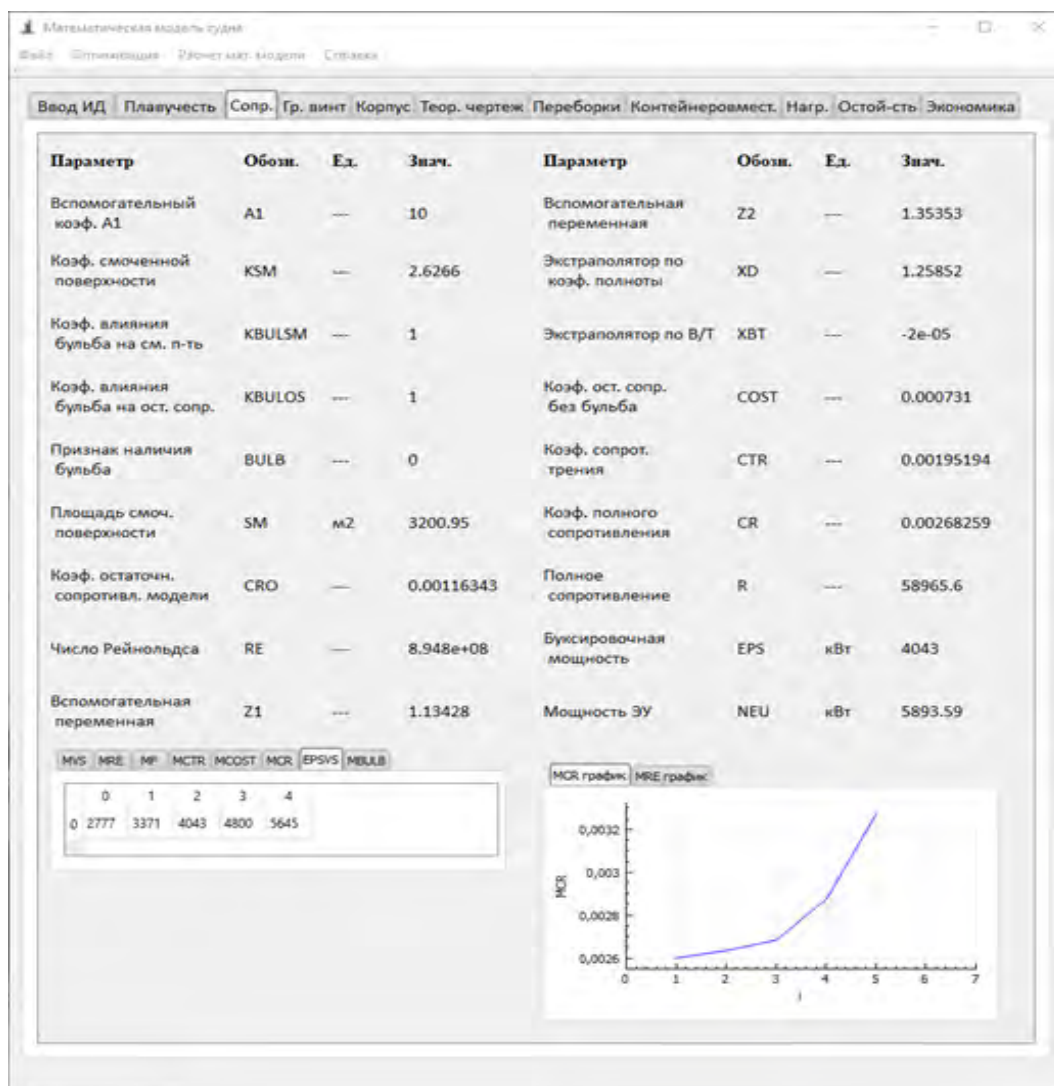 Математическая модель судна
Файл Оптимизация Расчет мат. модели Справка
Ввод ИД Плавучесть Сопр. Гр. винт Корпус Теор. чертеж Переборки Контейнеровмест. Нагр. Остой-сть Экономика
Параметр Обозн. Ед. Знач. Параметр Обозн. Ед. Знач.
Вспомогательный
коэф. А1
A1 --- 10
Вспомогательная
переменная
Z2 --- 1.35353
Коэф. смоченной
поверхности
KSM --- 2.6266
Экстраполятор по
коэф. полноты
XD --- 1.25852
Коэф. влияния
бульба на см. п-ть
KBULSM --- 1
Экстраполятор по В/Т XBT --- -2e-05
Коэф. влияния
бульба на ост. сопр.
KBULOS --- 1
Коэф. ост. сопр.
без бульба
COST --- 0.000731
Признак наличия
бульба
BULB --- 0
Коэф. сопрот.
трения
CTR --- 0.00195194
Площадь смоч.
поверхности
SM м2 3200.95
Коэф. полного
сопротивления
CR --- 0.00268259
Коэф. остаточн.
сопротивл. модели
CRO --- 0.00116343
Полное
сопротивление
R --- 58965.6
Число Рейнольдса RE --- 8.948e+08
Буксировочная
мощность
EPS кВт 4043
Вспомогательная
переменная
Z1 --- 1.13428
Мощность ЭУ NEU кВт 5893.59
MVS MRE MF MCTR MCOST MCR EPSVS MBULB
0 1 2 3 4
0 2777 3371 4043 4800 5645
MCR график MRE график
0,0032
0,003
0,0028
0,0026
MCR
0 1 2 3 4 5 6 7